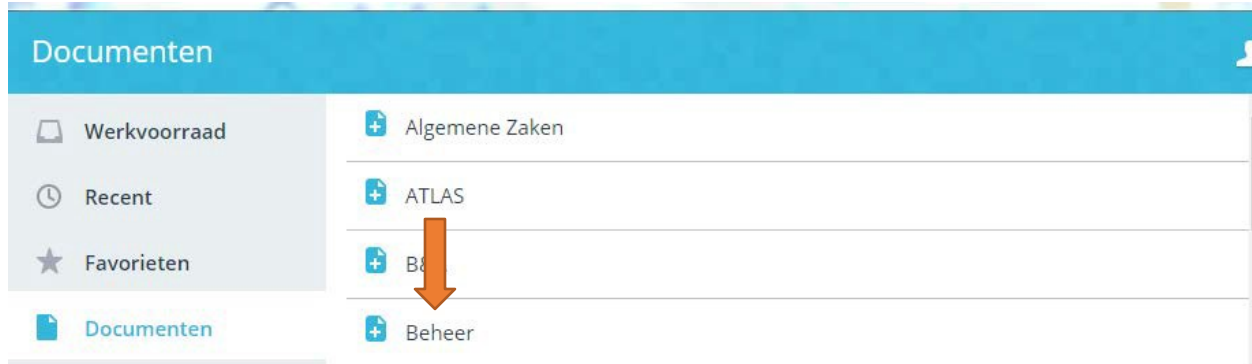 Documenten
Werkvoorraad
Recent
Favorieten
Documenten
Algemene Zaken
ATLAS
Beheer